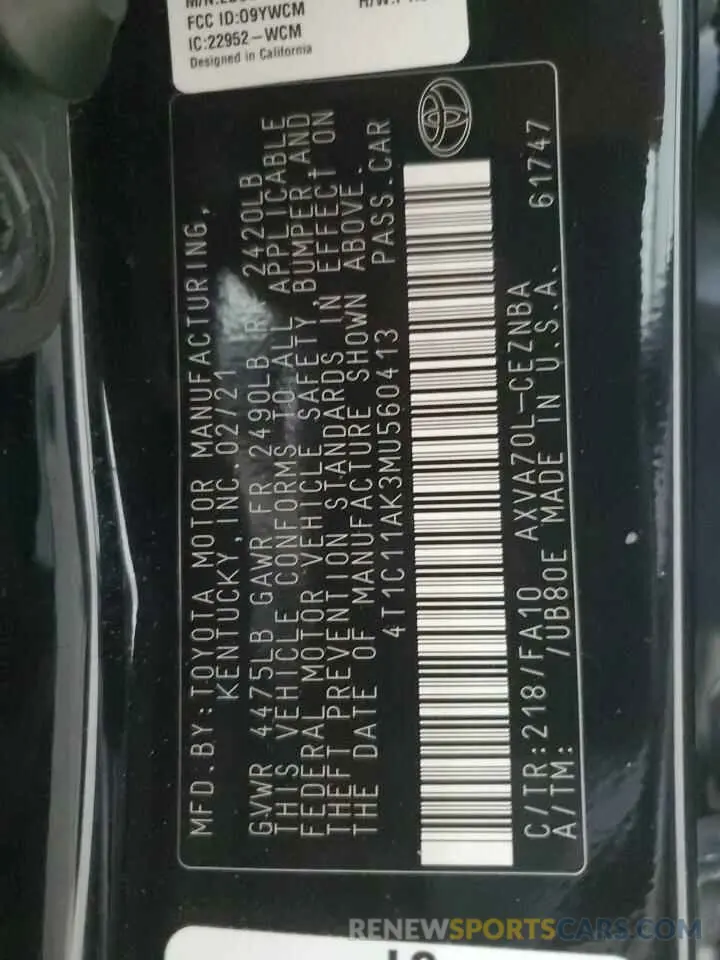 FCC ID:O9YWCM
IC:22952-WCM
Designed in California
MFD.BY:TOYOTA MOTOR MANUFACTURING,
KENTUCKY,INC 02/21
GVWR 4475LB GAWR FR 2490LB RR 2420LB
THIS VEHICLE CONFORMS TO ALL APPLICABLE
FEDERAL MOTOR VEHICLE SAFETY,BUMPER,AND
THEFT PREVENTION STANDARDS IN EFFECT ON
THE DATE OF MANUFACTURE SHOWN ABOVE.
4T1C11AK3MU560413 PASS.CAR
C/TR:218/FA10 AXVA70L-CEZNBA 61747
A/TM: /UB80E MADE IN U.S.A.
RENEWSPORTSCARS.COM